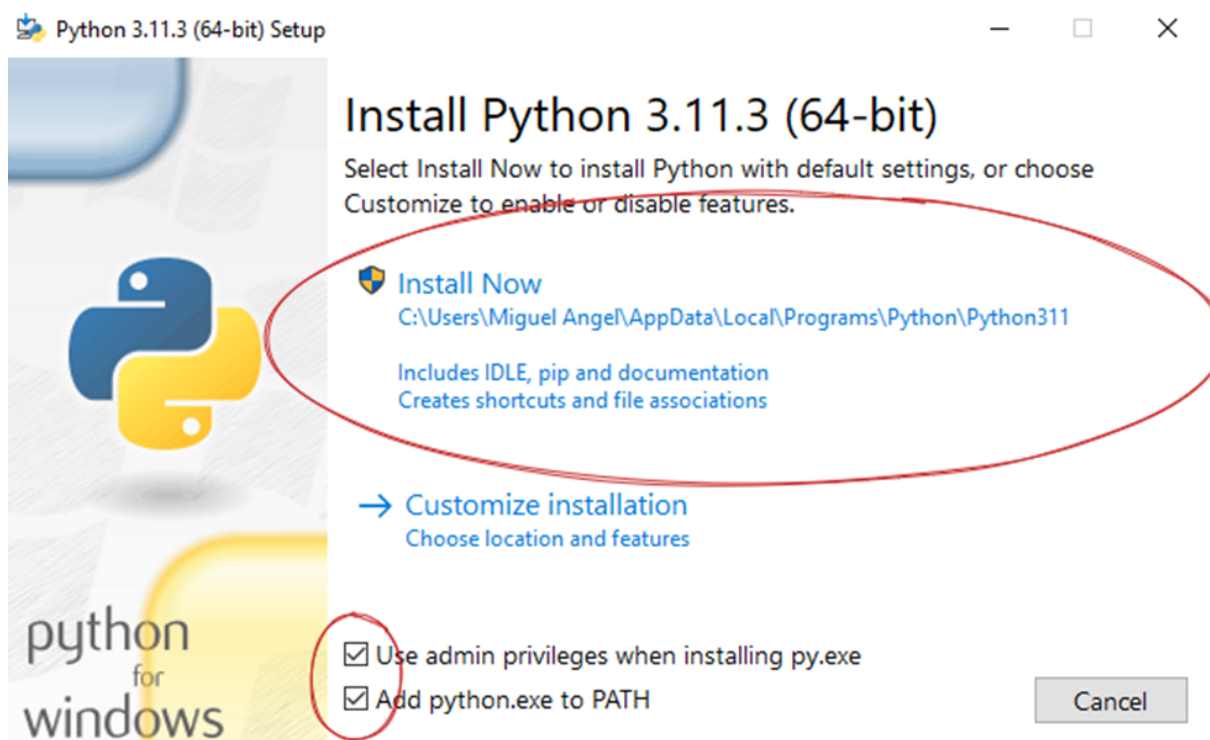 Python 3.11.3 (64-bit) Setup
Install Python 3.11.3 (64-bit)
Select Install Now to install Python with default settings, or choose
Customize to enable or disable features.
Install Now
C:\Users\Miguel Angel\AppData\Local\Programs\Python\Python311
Includes IDLE, pip and documentation
Creates shortcuts and file associations
Customize installation
Choose location and features
python
for
windows
Use admin privileges when installing py.exe
Add python.exe to PATH
Cancel